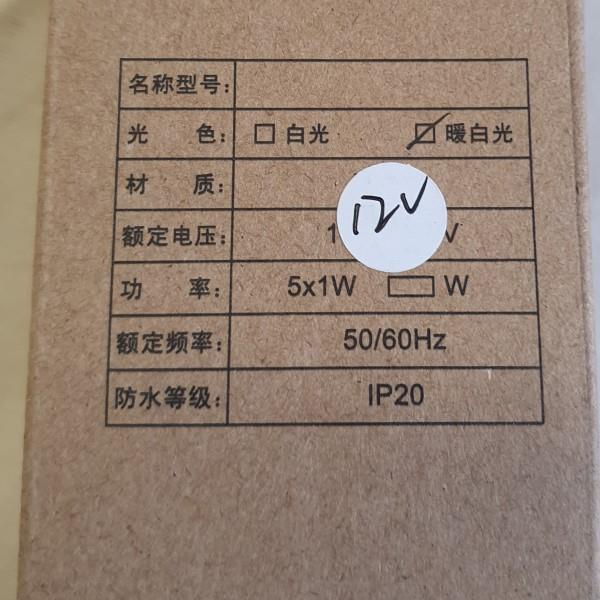 名称型号:
光 色: 白光 暖白光
材 质:
额定电压: 1 12V V
功 率: 5x1W W
额定频率: 50/60Hz
防水等级: IP20